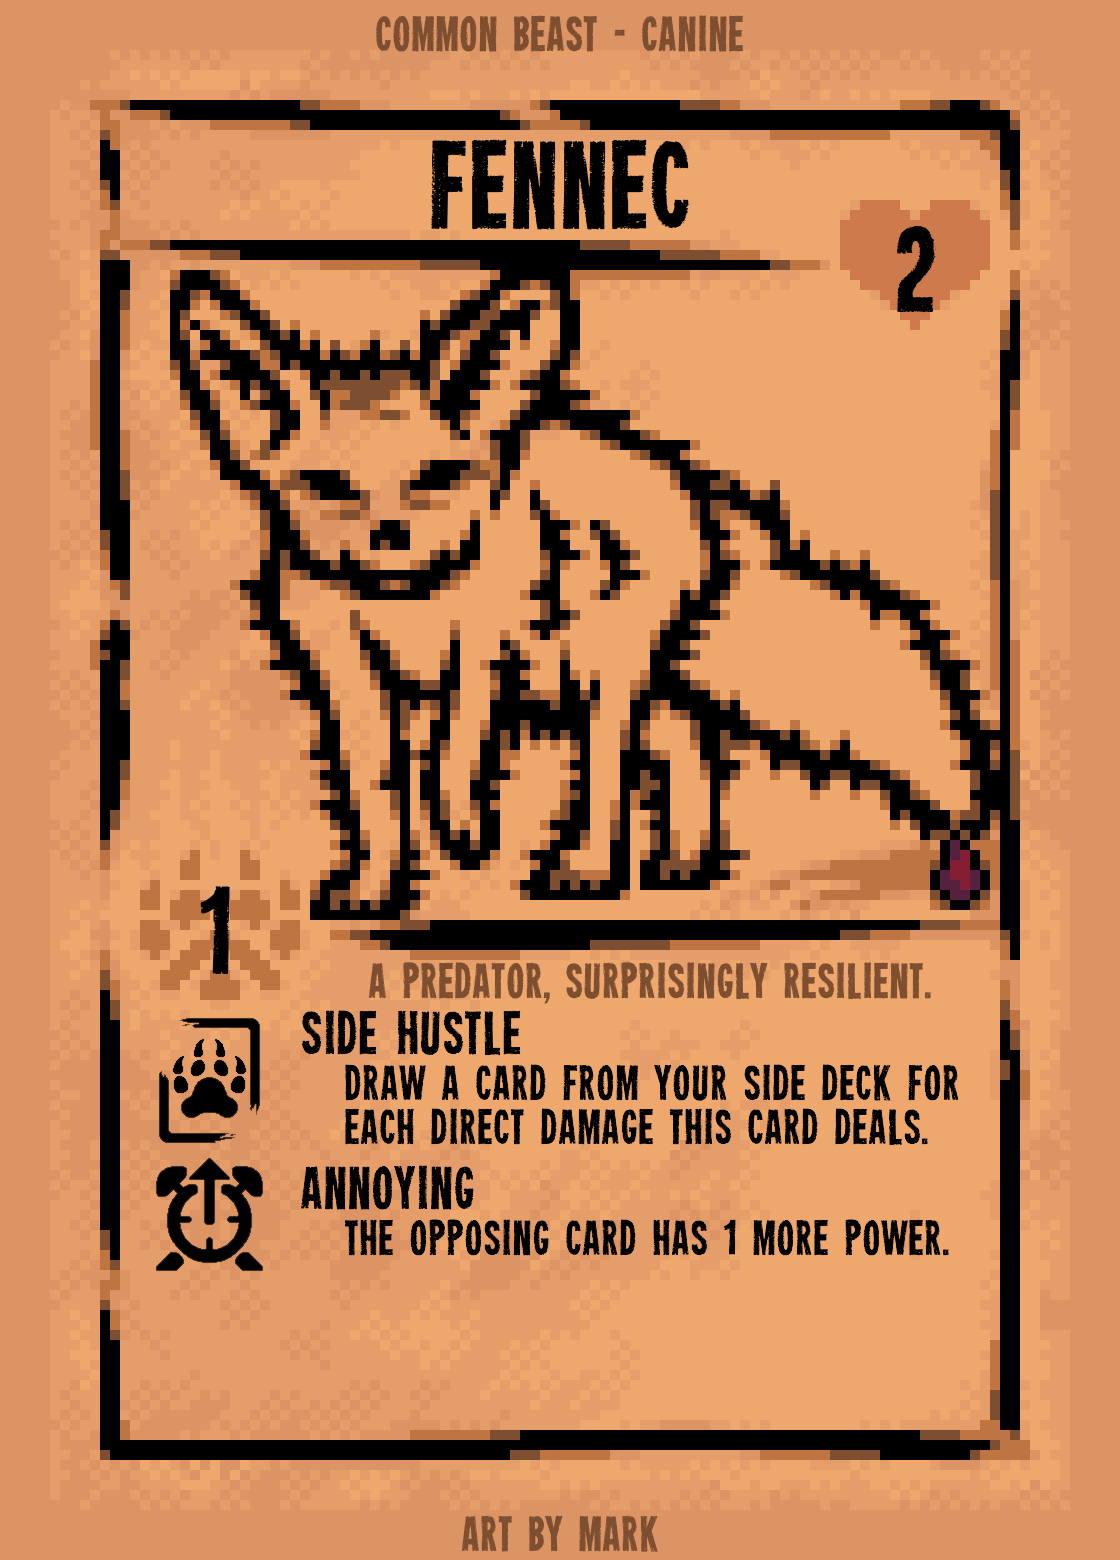 COMMON BEAST - CANINE
FENNEC
2
1
A PREDATOR, SURPRISINGLY RESILIENT.
SIDE HUSTLE
DRAW A CARD FROM YOUR SIDE DECK FOR
EACH DIRECT DAMAGE THIS CARD DEALS.
ANNOYING
THE OPPOSING CARD HAS 1 MORE POWER.
ART BY MARK